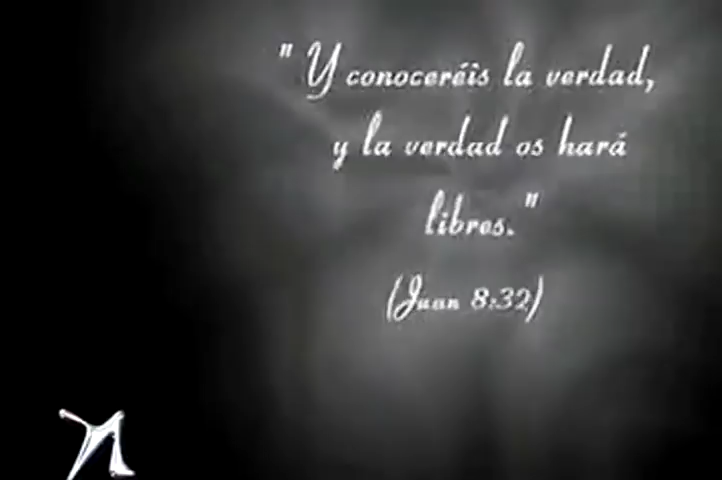 " Y conoceréis la verdad,
y la verdad os hará
libres."
(Juan 8:32)